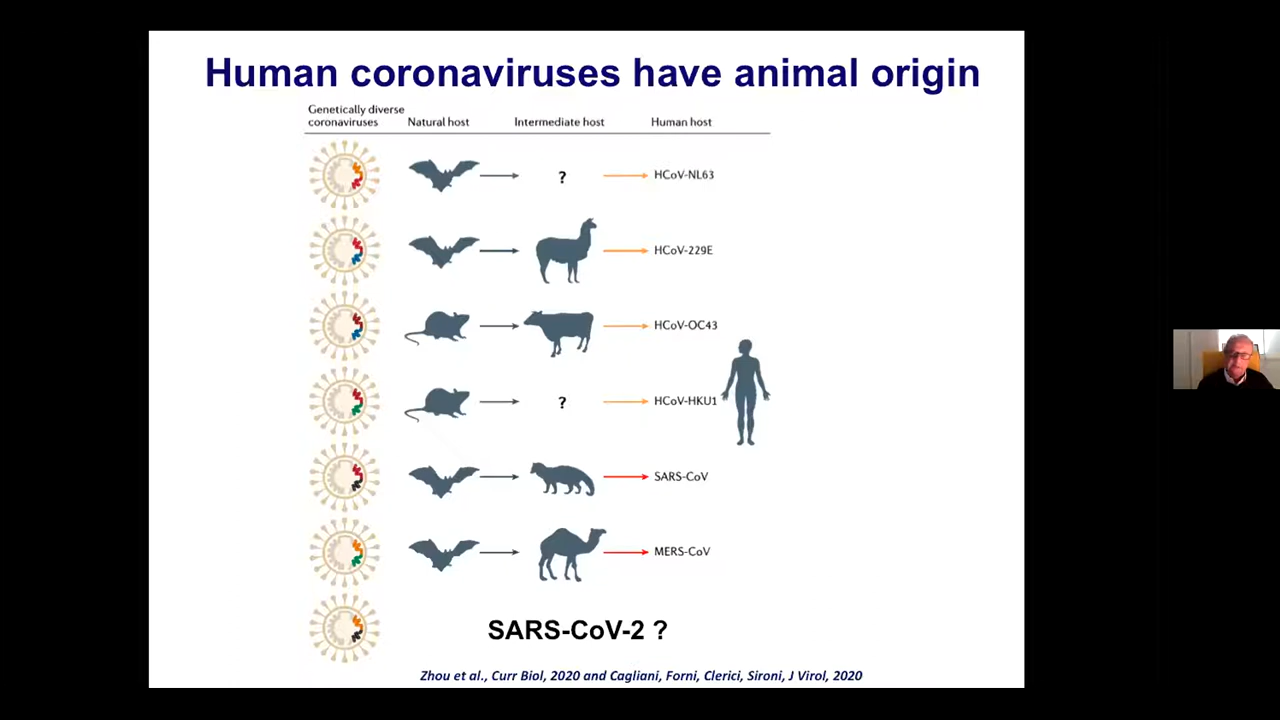 Human coronaviruses have animal origin
Genetically diverse
coronaviruses Natural host Intermediate host Human host
? HCoV-NL63
HCoV-229E
HCoV-OC43
? HCoV-HKU1
SARS-CoV
MERS-CoV
SARS-CoV-2 ?
Zhou et al., Curr Biol, 2020 and Cagliani, Forni, Clerici, Sironi, J Virol, 2020